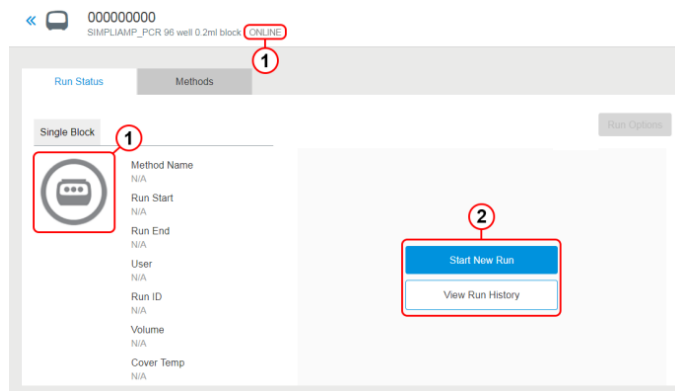 « 000000000
SIMPLIAMP_PCR 96 well 0.2ml block ONLINE
1
Run Status Methods
Single Block
1
Run Options
Method Name
N/A
Run Start
N/A
Run End
N/A
User
N/A
Run ID
N/A
Volume
N/A
Cover Temp
N/A
2
Start New Run
View Run History